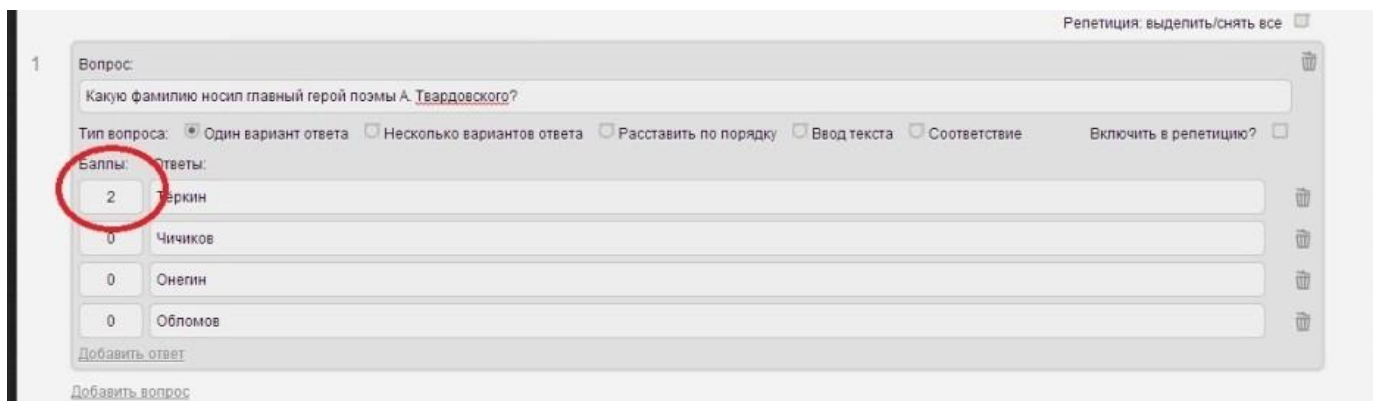 Репетиция: выделить/снять все
1
Вопрос:
Какую фамилию носил главный герой поэмы А. Твардовского?
Тип вопроса: Один вариант ответа Несколько вариантов ответа Расставить по порядку Ввод текста Соответствие Включить в репетицию?
Баллы: Ответы:
2 Тёркин
0 Чичиков
0 Онегин
0 Обломов
Добавить ответ
Добавить вопрос